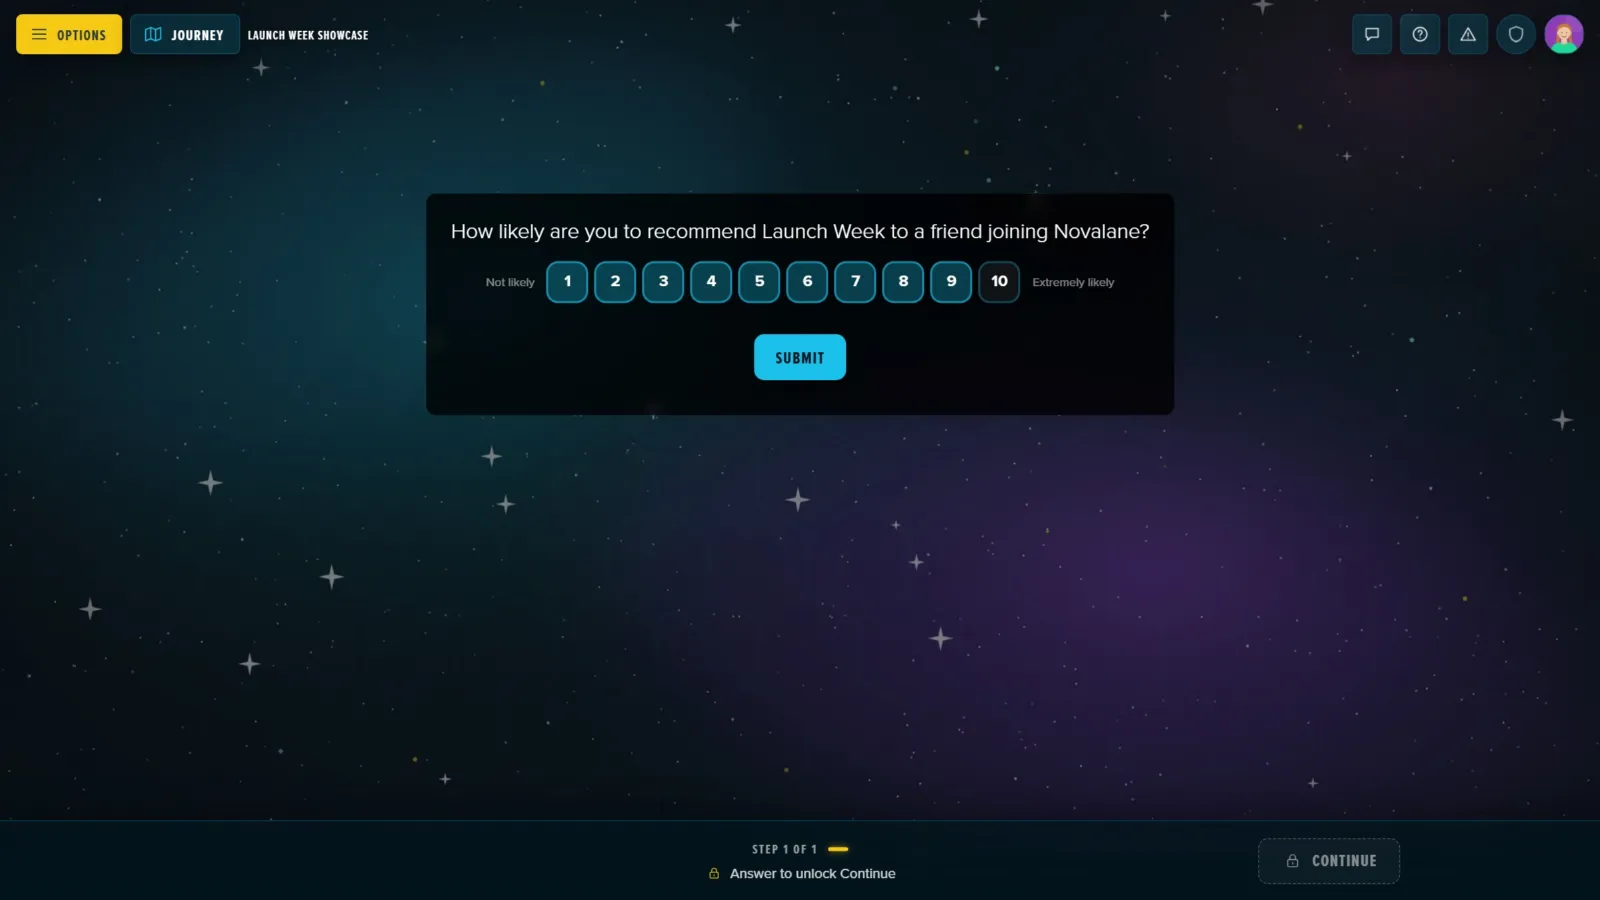 OPTIONS
JOURNEY
LAUNCH WEEK SHOWCASE
How likely are you to recommend Launch Week to a friend joining Novalane?
Not likely 1 2 3 4 5 6 7 8 9 10 Extremely likely
SUBMIT
STEP 1 OF 1
Answer to unlock Continue
CONTINUE